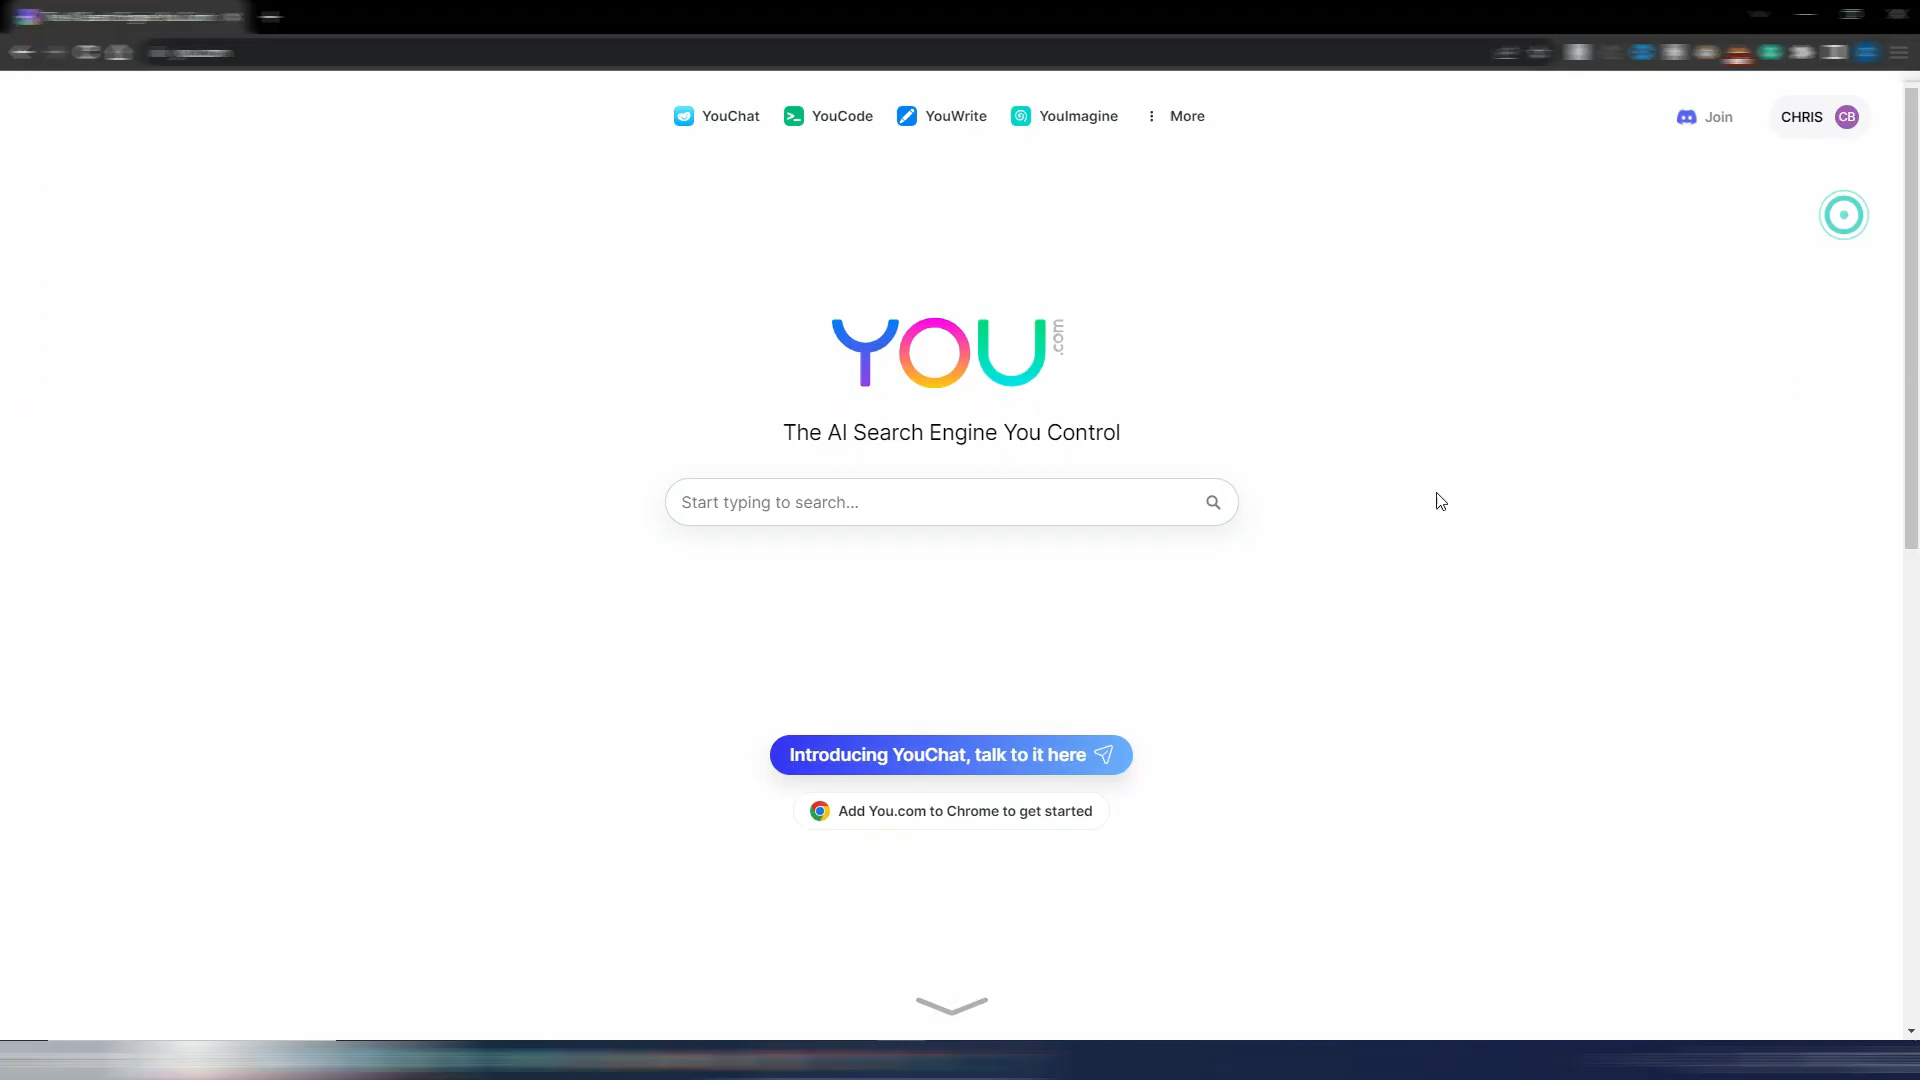 YouChat YouCode YouWrite YouImagine More Join CHRIS CB
YOU.com
The AI Search Engine You Control
Start typing to search...
Introducing YouChat, talk to it here
Add You.com to Chrome to get started